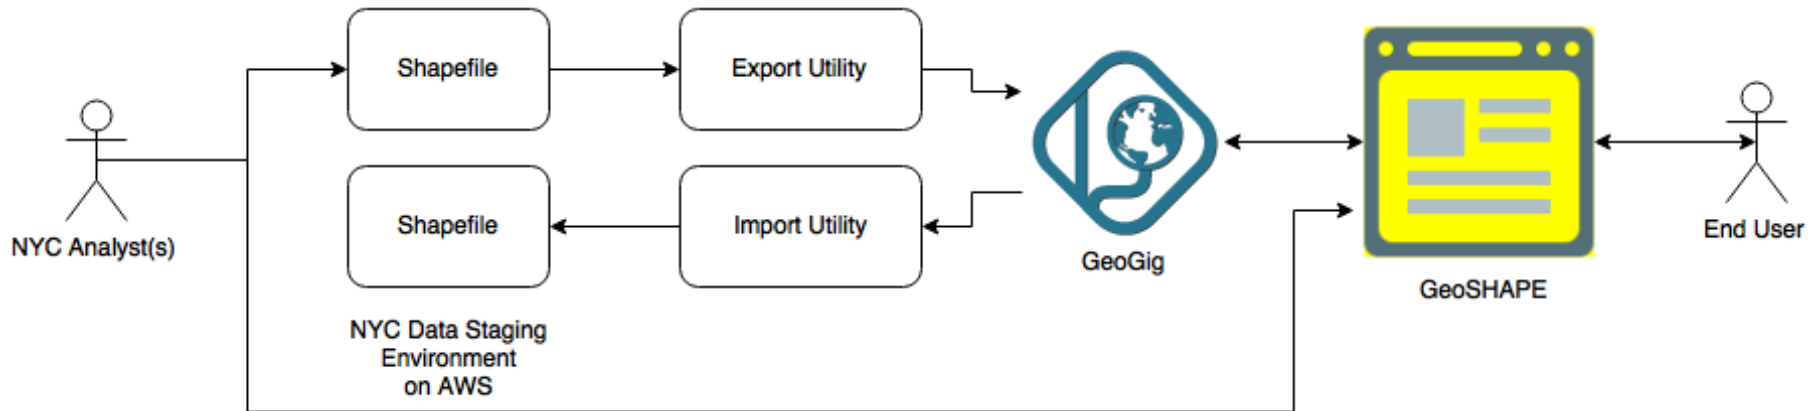 Shapefile
Export Utility
NYC Analyst(s)
Shapefile
Import Utility
GeoGig
GeoSHAPE
End User
NYC Data Staging
Environment
on AWS